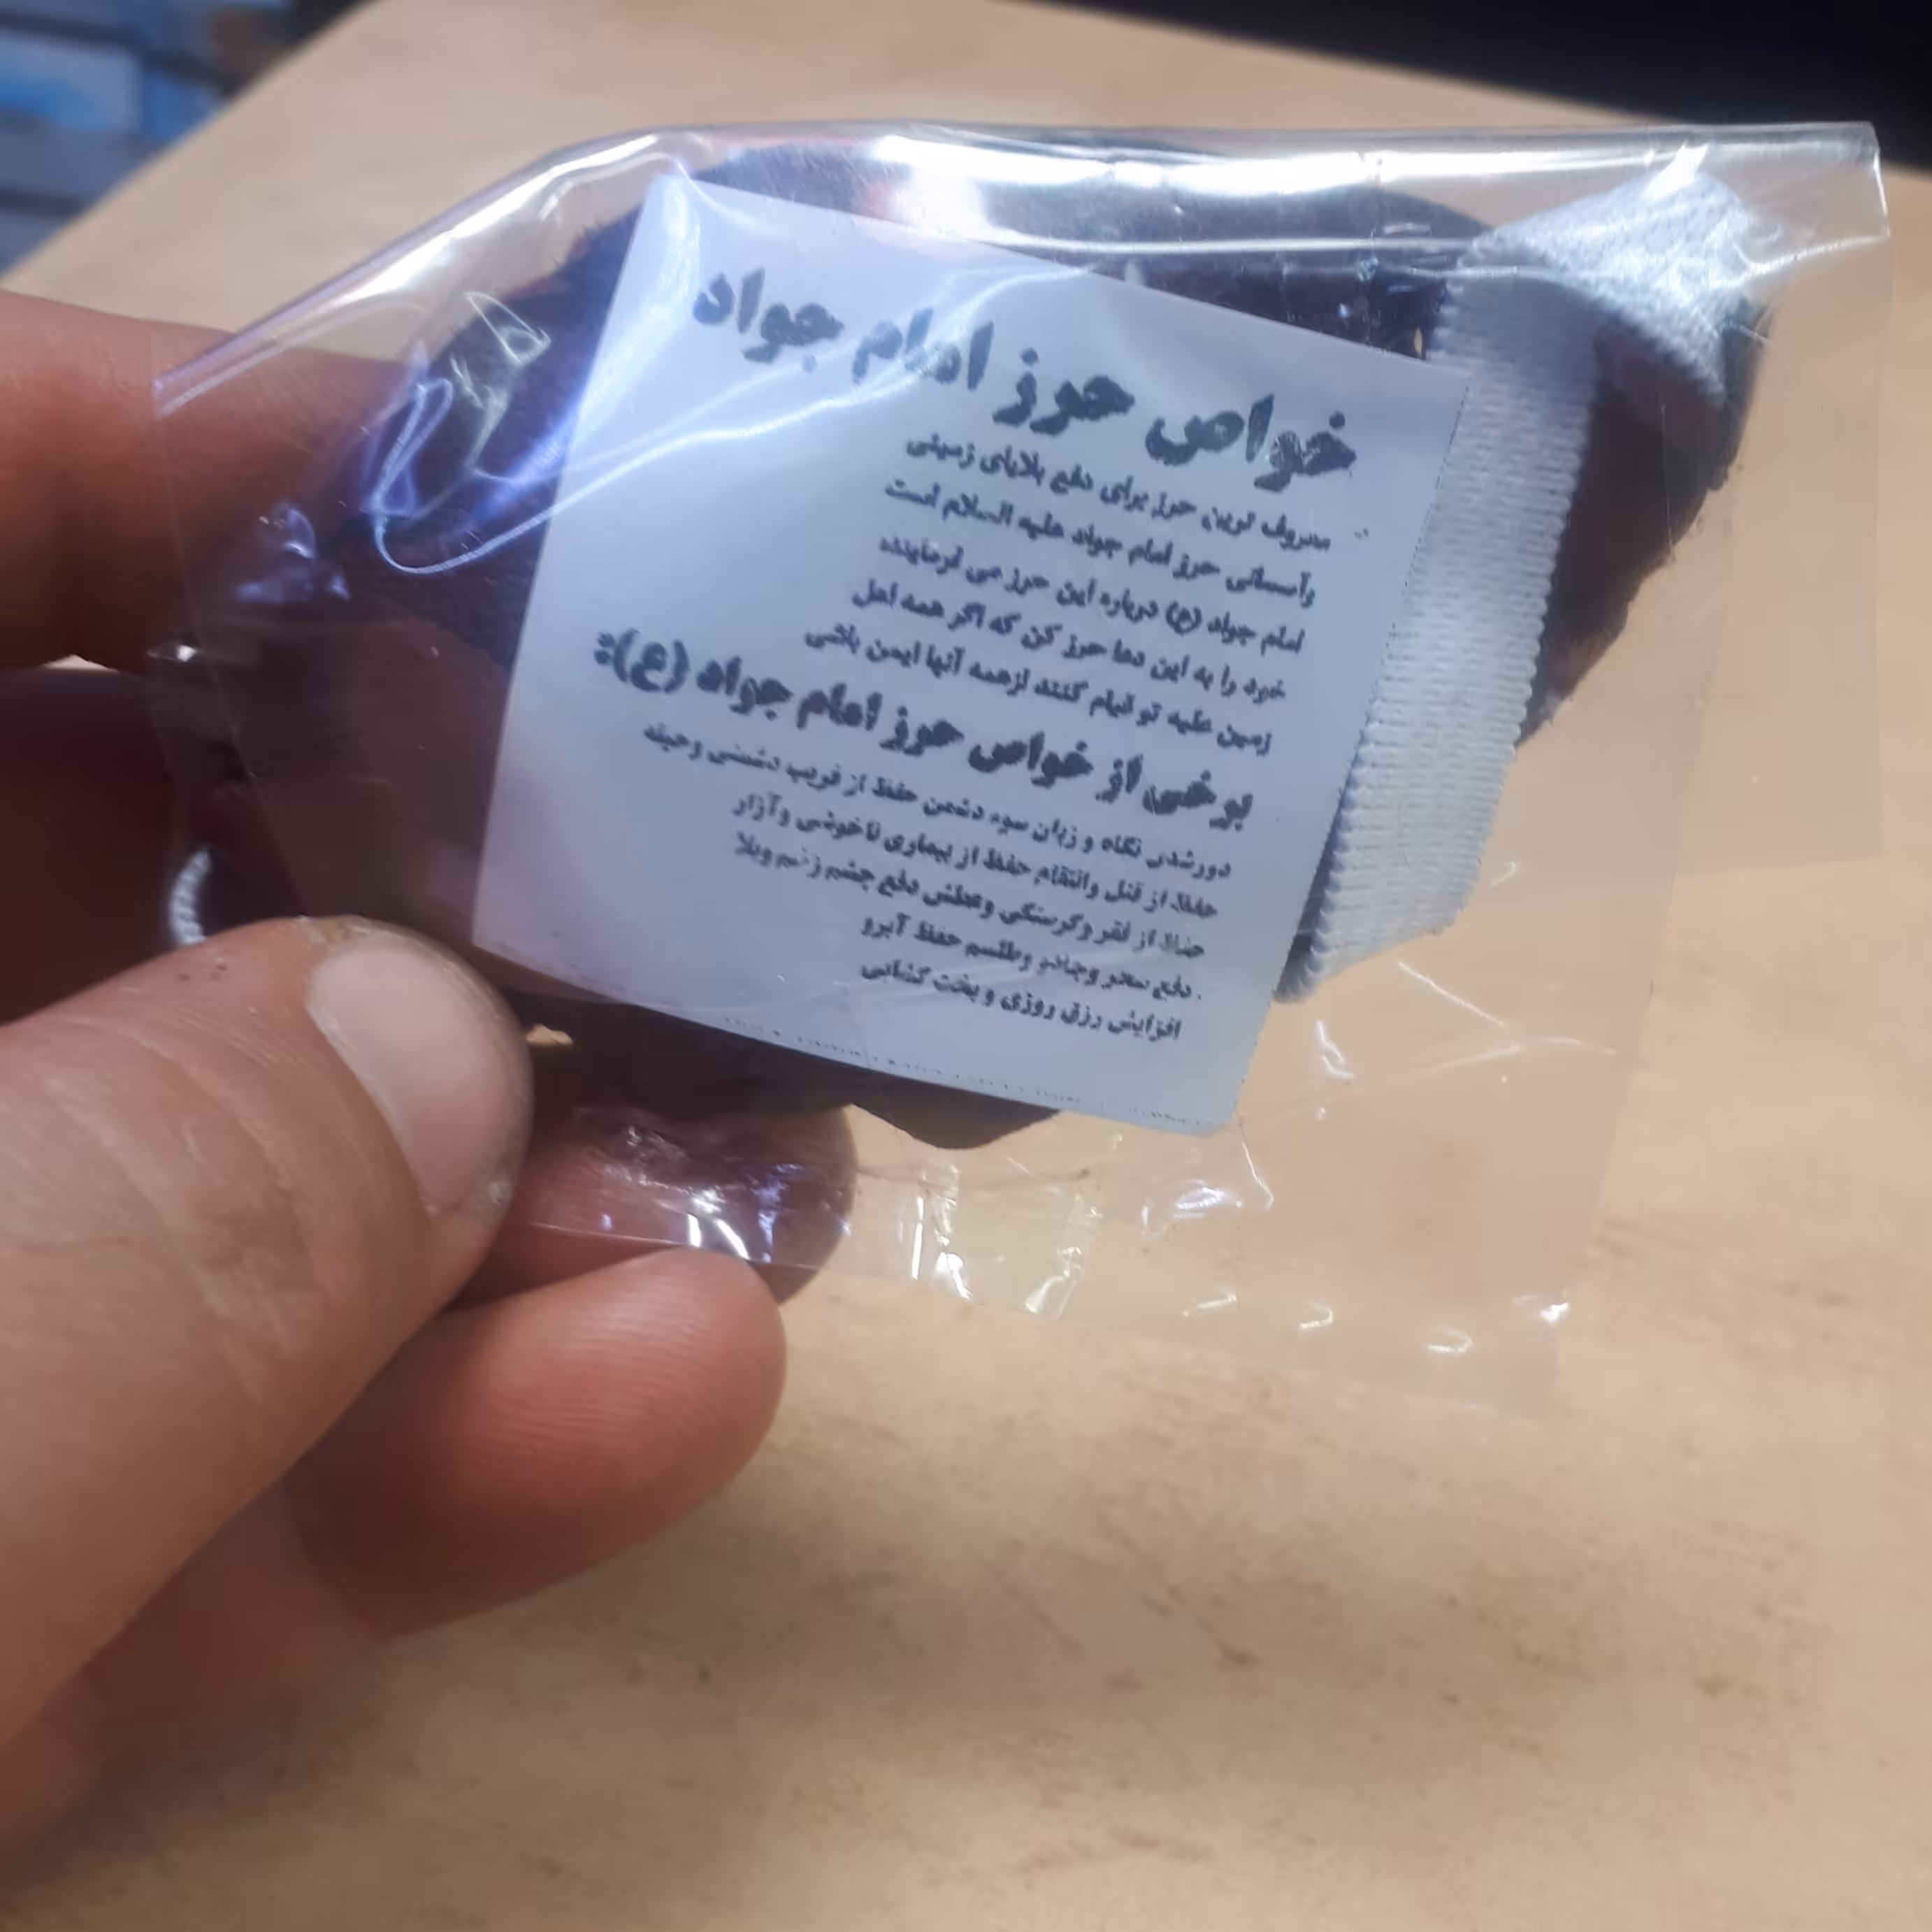 خواص حرز امام جواد
معروف ترین حرز برای دفع بلایای زمینی
وآسمانی حرز امام جواد علیه السلام است
امام جواد (ع) درباره این حرز می فرمایند
خود را به این دعا حرز کن که اگر همه اهل
زمین علیه تو قیام کنند ازهمه آنها ایمن باشی
برخی از خواص حرز امام جواد (ع):
دورشدن نگاه و زبان سوء دشمن حفظ از فریب دشمنی وحیله
حفظ از قتل وانتقام حفظ از بیماری ناخوشی وآزار
حفظ از فقر وگرسنگی وعطش دفع چشم زخم وبلا
. دفع سحر وجادو وطلسم حفظ آبرو
افزایش رزق روزی و بخت گشایی